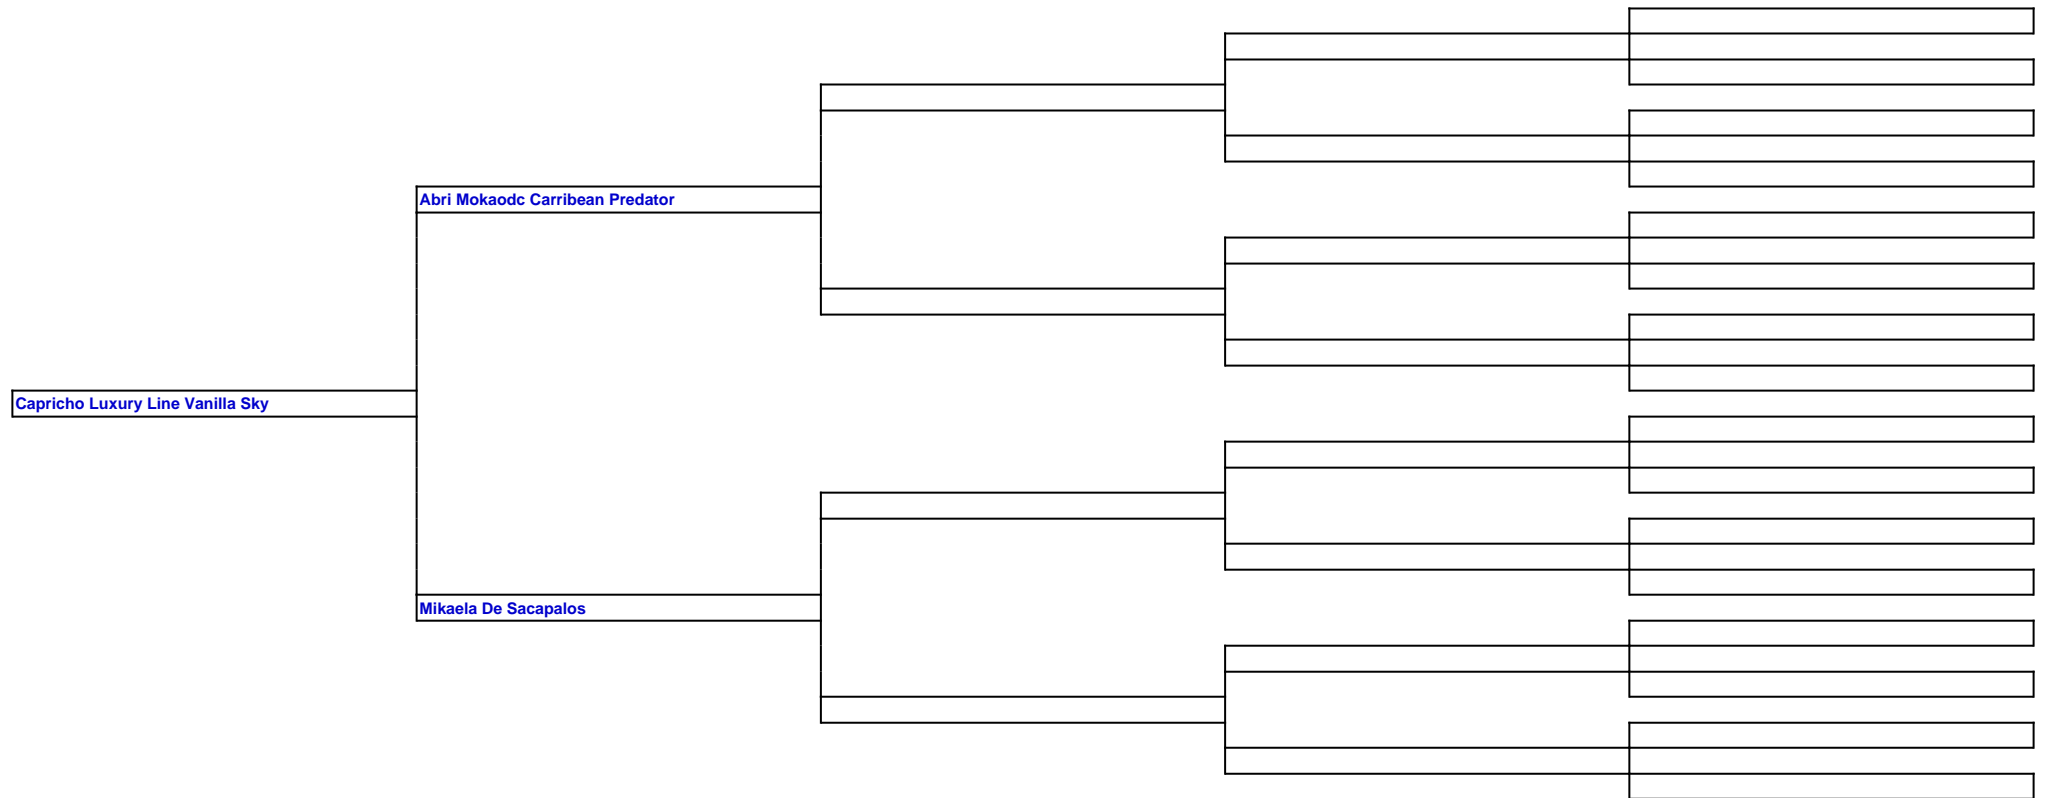 Abri Mokaodc Carribean Predator
Capricho Luxury Line Vanilla Sky
Mikaela De Sacapalos